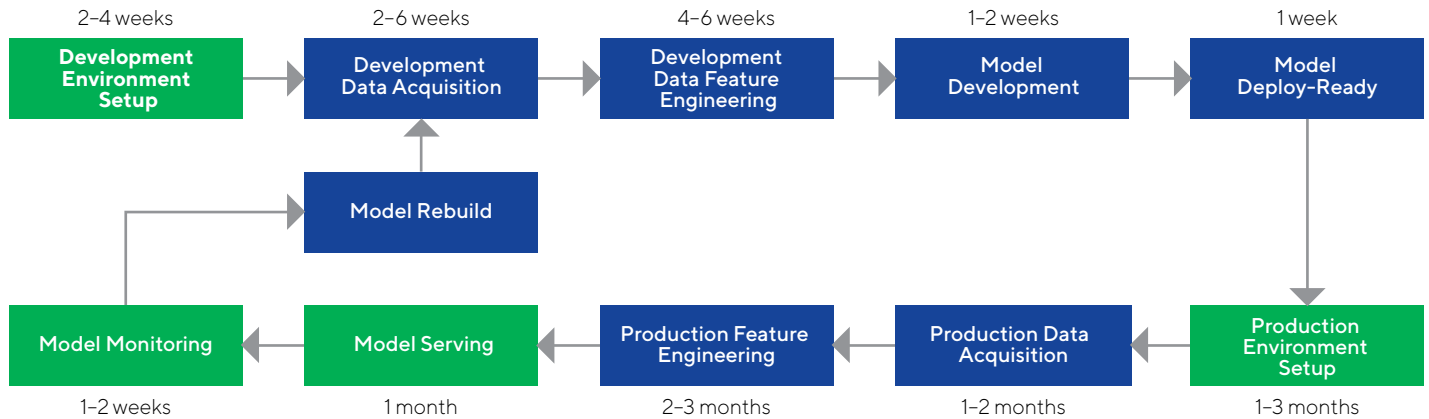 2–4 weeks
2–6 weeks
4–6 weeks
1–2 weeks
1 week
Development
Environment
Setup
Development
Data Acquisition
Development
Data Feature
Engineering
Model
Development
Model
Deploy-Ready
Model Rebuild
Model Monitoring
Model Serving
Production Feature
Engineering
Production Data
Acquisition
Production
Environment
Setup
1–2 weeks
1 month
2–3 months
1–2 months
1–3 months